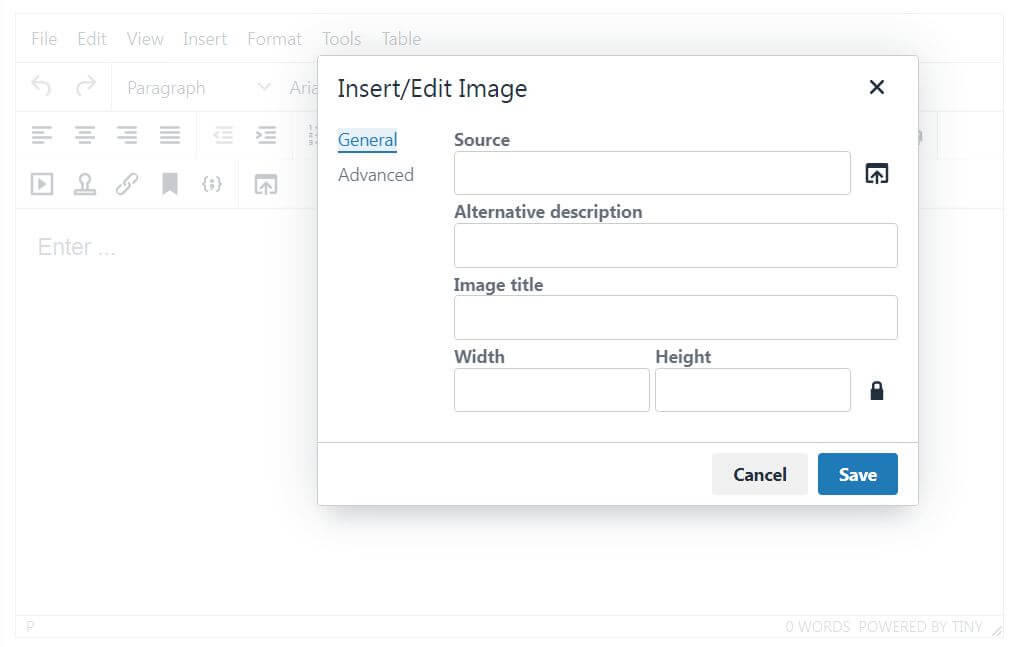 File Edit View Insert Format Tools Table
Insert/Edit Image
Paragraph
General
Source
Advanced
Alternative description
Enter ...
Image title
Width Height
Cancel Save
P 0 WORDS POWERED BY TINY